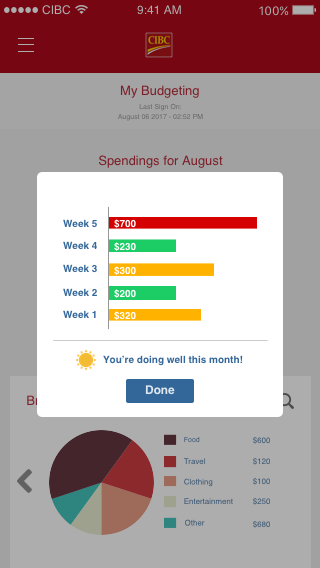 CIBC 9:41 AM 100%
CIBC
My Budgeting
Last Sign On:
August 06 2017 - 02:52 PM
Spendings for August
Week 5 $700
Week 4 $230
Week 3 $300
Week 2 $200
Week 1 $320
You're doing well this month!
Done
Food $600
Travel $120
Clothing $100
Entertainment $250
Other $680